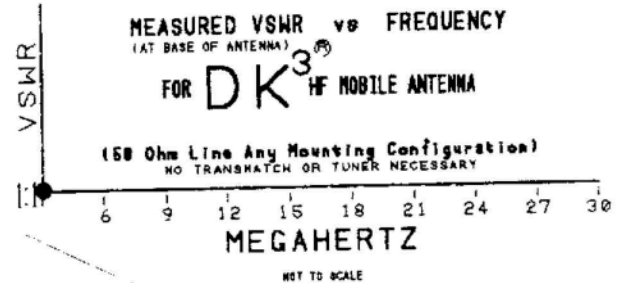 MEASURED VSWR vs FREQUENCY
(AT BASE OF ANTENNA)
FOR DK3® HF MOBILE ANTENNA
VSWR
(50 Ohm Line Any Mounting Configuration)
NO TRANSMATCH OR TUNER NECESSARY
1:1
6 9 12 15 18 21 24 27 30
MEGAHERTZ
NOT TO SCALE